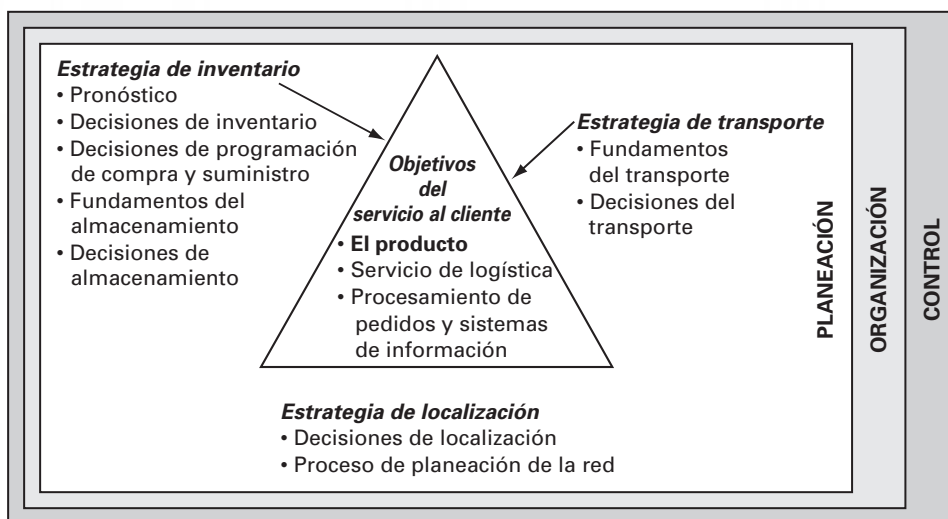 Estrategia de inventario
• Pronóstico
• Decisiones de inventario
• Decisiones de programación
de compra y suministro
• Fundamentos del
almacenamiento
• Decisiones de
almacenamiento
Objetivos
del
servicio al cliente
• El producto
• Servicio de logística
• Procesamiento de
pedidos y sistemas
de información
Estrategia de transporte
• Fundamentos
del transporte
• Decisiones del
transporte
Estrategia de localización
• Decisiones de localización
• Proceso de planeación de la red
PLANEACIÓN
ORGANIZACIÓN
CONTROL